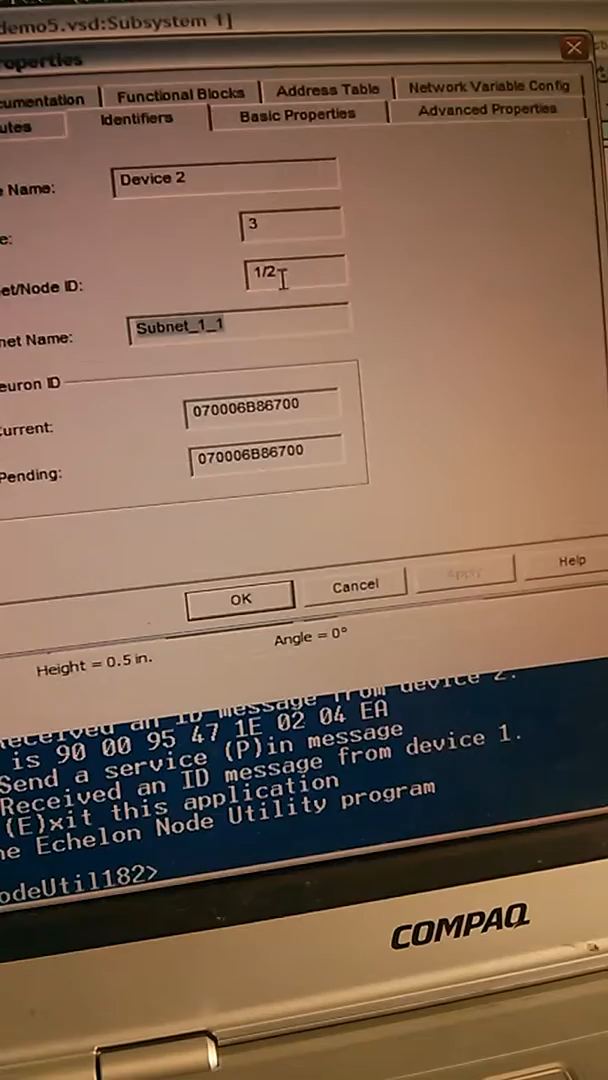 demo5.vsd:Subsystem 1]
operties
cumentation
Functional Blocks
Address Table
Network Variable Config
utes
Identifiers
Basic Properties
Advanced Properties
e Name:
Device 2
e:
3
et/Node ID:
1/2
net Name:
Subnet_1_1
euron ID
Current:
070006B86700
Pending:
070006B86700
OK
Cancel
Apply
Help
Height = 0.5 in.
Angle = 0°
eceived an ID message from device 2.
is 90 00 95 47 1E 02 04 EA
Send a service (P)in message
Received an ID message from device 1.
(E)xit this application
he Echelon Node Utility program
odeUtil182>
COMPAQ